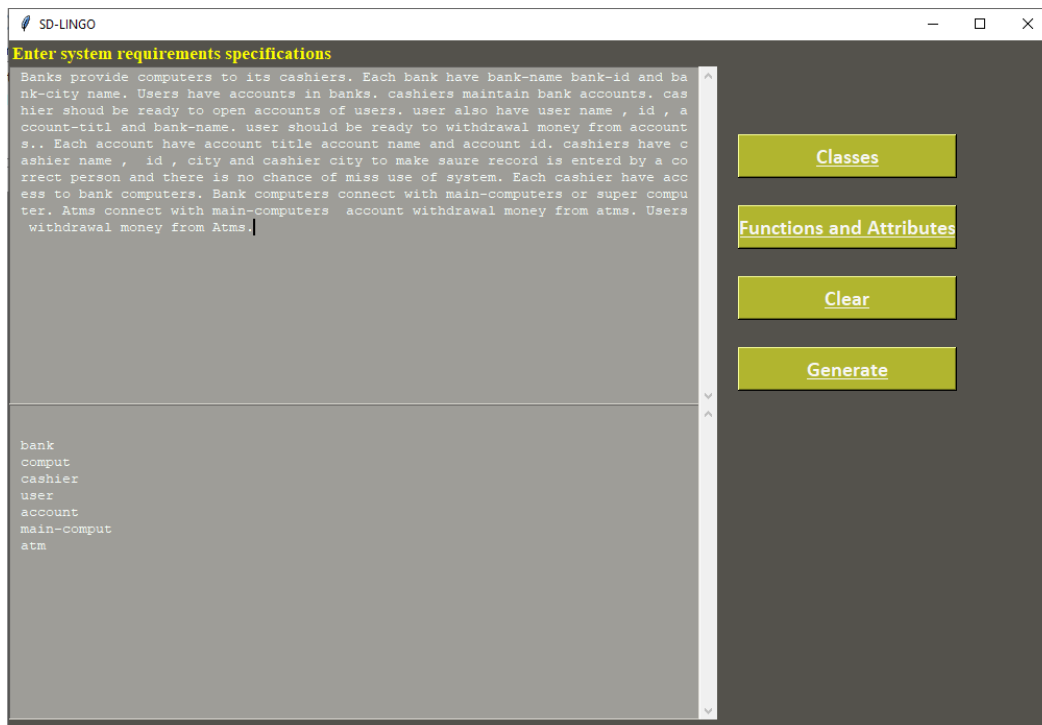 SD-LINGO
Enter system requirements specifications
Banks provide computers to its cashiers. Each bank have bank-name bank-id and ba
nk-city name. Users have accounts in banks. cashiers maintain bank accounts. cas
hier shoud be ready to open accounts of users. user also have user name , id , a
ccount-titl and bank-name. user should be ready to withdrawal money from account
s.. Each account have account title account name and account id. cashiers have c
ashier name ,  id , city and cashier city to make saure record is enterd by a co
rrect person and there is no chance of miss use of system. Each cashier have acc
ess to bank computers. Bank computers connect with main-computers or super compu
ter. Atms connect with main-computers  account withdrawal money from atms. Users
withdrawal money from Atms.
Classes
Functions and Attributes
Clear
Generate
bank
comput
cashier
user
account
main-comput
atm